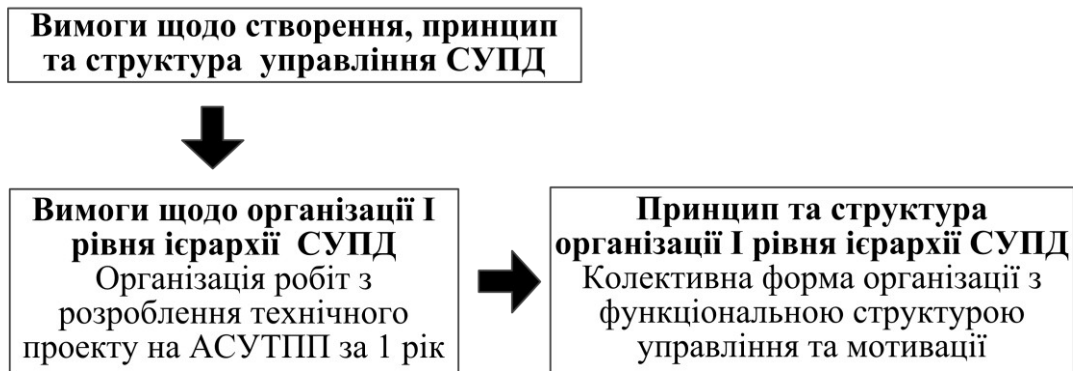 Вимоги щодо створення, принцип
та структура управління СУПД
Вимоги щодо організації І
рівня ієрархії СУПД
Організація робіт з
розроблення технічного
проекту на АСУТПП за 1 рік
Принцип та структура
організації І рівня ієрархії СУПД
Колективна форма організації з
функціональною структурою
управління та мотивації